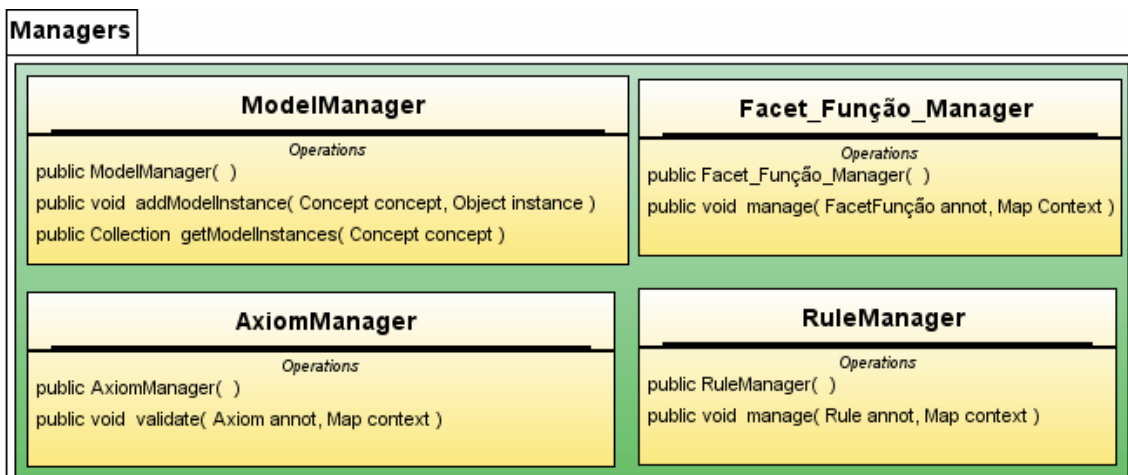 Managers
ModelManager
Operations
public ModelManager( )
public void addModelInstance( Concept concept, Object instance )
public Collection getModelInstances( Concept concept )
Facet_Função_Manager
Operations
public Facet_Função_Manager( )
public void manage( FacetFunção annot, Map Context )
AxiomManager
Operations
public AxiomManager( )
public void validate( Axiom annot, Map context )
RuleManager
Operations
public RuleManager( )
public void manage( Rule annot, Map context )